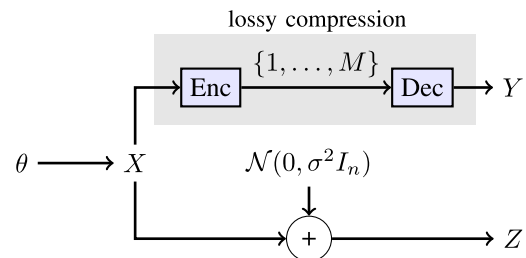 lossy compression
{1, . . . , M}
Enc
Dec
Y
θ
X
𝒩(0, σ²Iₙ)
+
Z